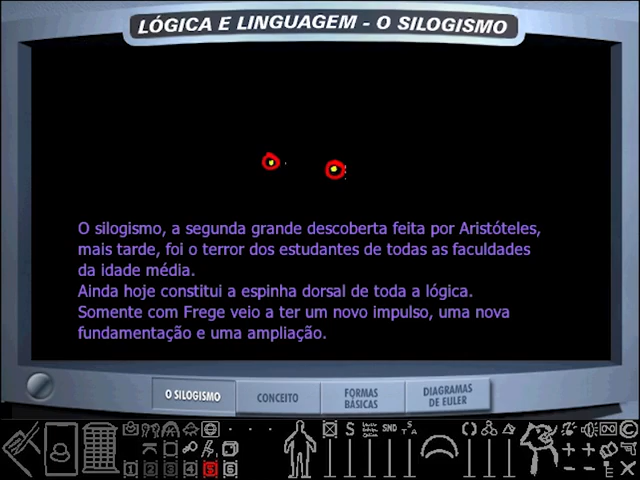 LÓGICA E LINGUAGEM - O SILOGISMO
O silogismo, a segunda grande descoberta feita por Aristóteles,
mais tarde, foi o terror dos estudantes de todas as faculdades
da idade média.
Ainda hoje constitui a espinha dorsal de toda a lógica.
Somente com Frege veio a ter um novo impulso, uma nova
fundamentação e uma ampliação.
O SILOGISMO
CONCEITO
FORMAS
BÁSICAS
DIAGRAMAS
DE EULER
S SND
1 2 3 4 5 6